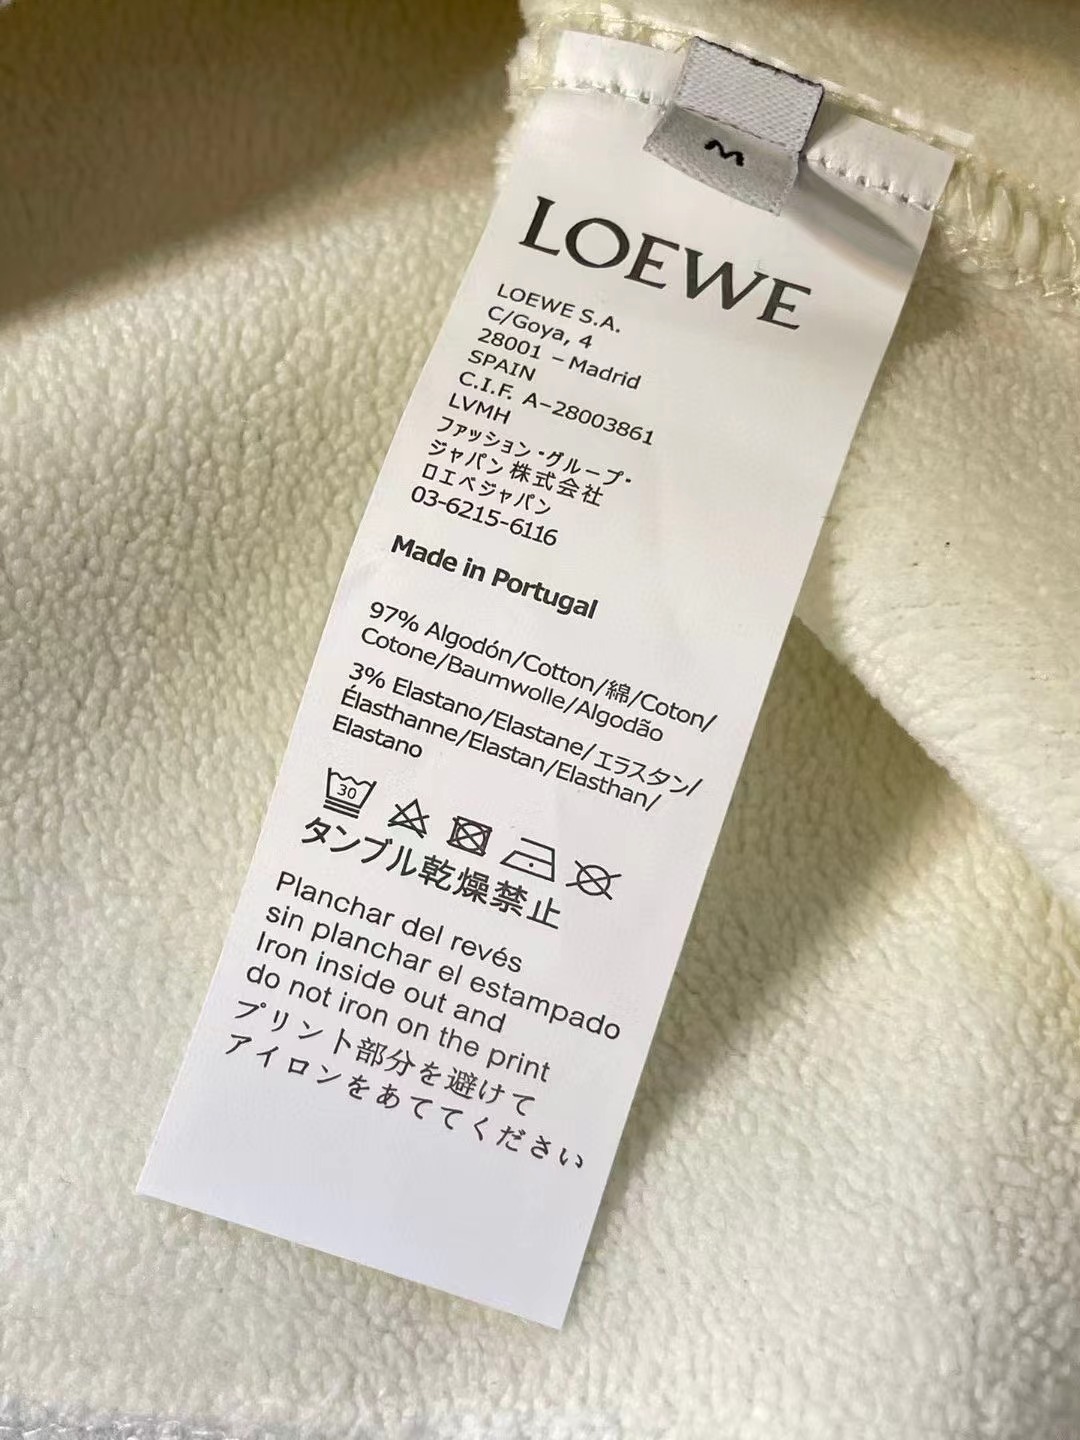 M
LOEWE
LOEWE S.A.
C/Goya, 4
28001 – Madrid
SPAIN
C.I.F. A-28003861
LVMH
ファッション・グループ・
ジャパン 株式会社
ロエベジャパン
03-6215-6116
Made in Portugal
97% Algodón/Cotton/綿/Coton/
Cotone/Baumwolle/Algodão
3% Elastano/Elastane/エラスタン/
Élasthanne/Elastan/Elasthan/
Elastano
30
タンブル乾燥禁止
Planchar del revés
sin planchar el estampado
Iron inside out and
do not iron on the print
プリント部分を避けて
アイロンをあててください